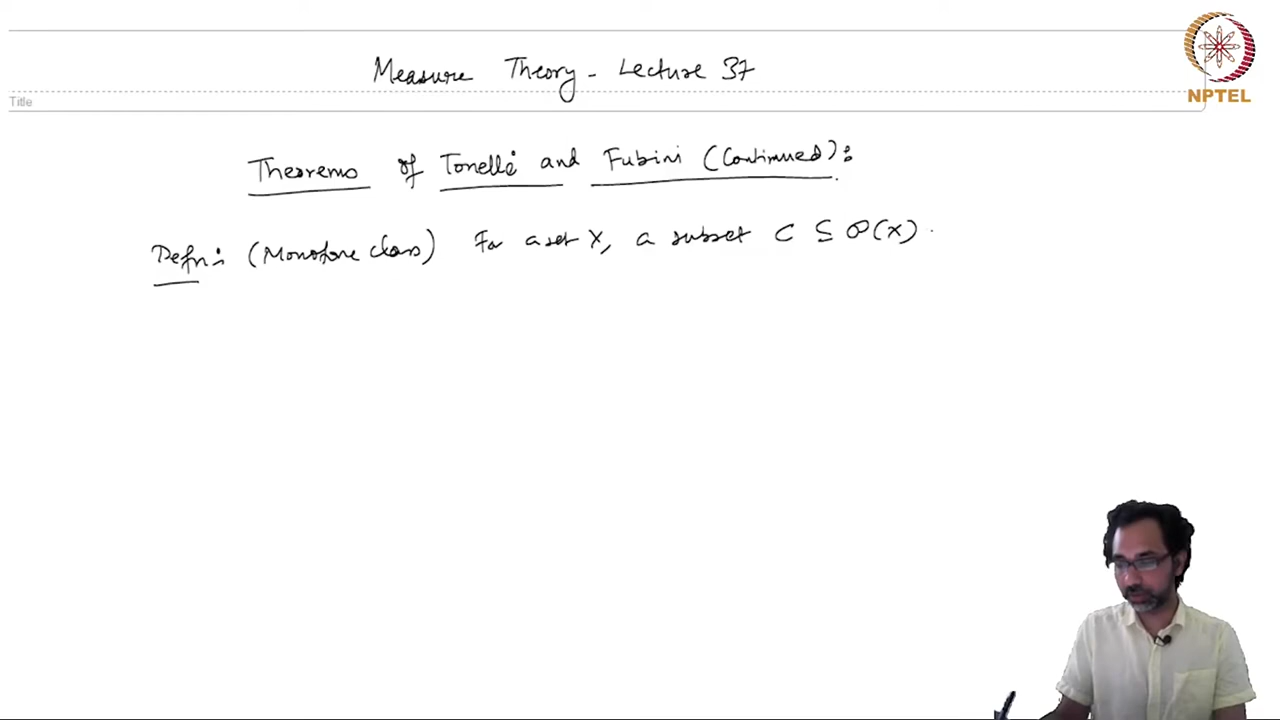 Measure Theory - Lecture 37
NPTEL
Title
Theorems of Tonelli and Fubini (Continued):
Defn: (Monotone class) For a set X, a subset C ⊆ P(X)